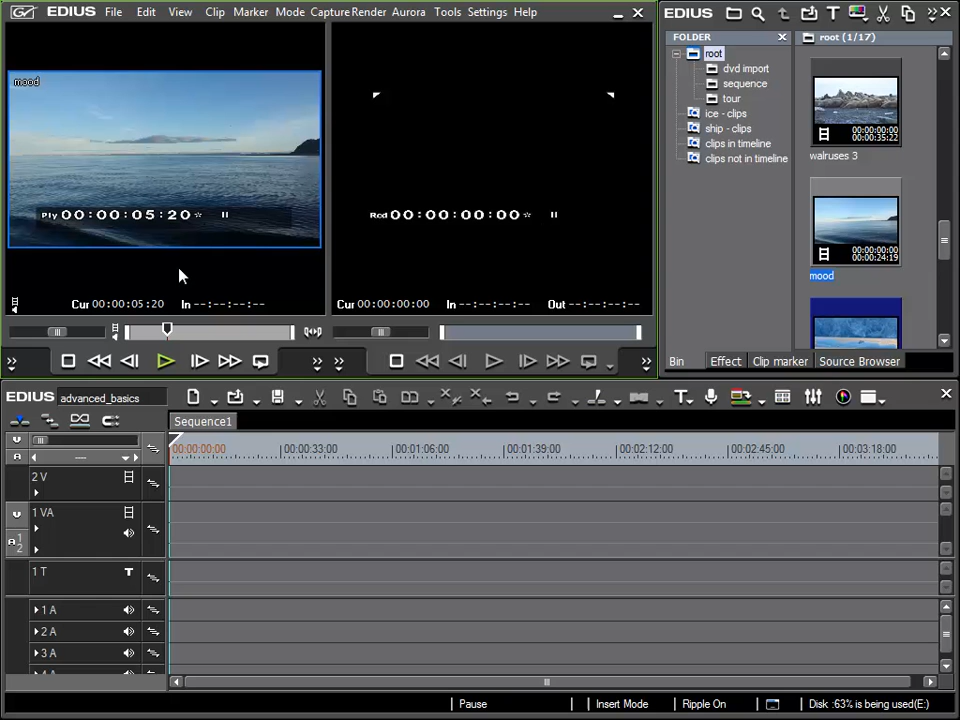 EDIUS File Edit View Clip Marker Mode Capture Render Aurora Tools Settings Help
mood
Ply 00:00:05:20
Cur 00:00:05:20 In --:--:--:--
Rcd 00:00:00:00
Cur 00:00:00:00 In --:--:--:-- Out --:--:--:--
EDIUS
FOLDER
root
dvd import
sequence
tour
ice - clips
ship - clips
clips in timeline
clips not in timeline
root (1/17)
00:00:00:00
00:00:35:22
walruses 3
00:00:00:00
00:00:24:19
mood
Bin Effect Clip marker Source Browser
EDIUS advanced_basics
Sequence1
00:00:00:00 00:00:33:00 00:01:06:00 00:01:39:00 00:02:12:00 00:02:45:00 00:03:18:00
2 V
1 VA
A 1
2
1 T T
1 A
2 A
3 A
4 A
Pause Insert Mode Ripple On Disk :63% is being used(E:)